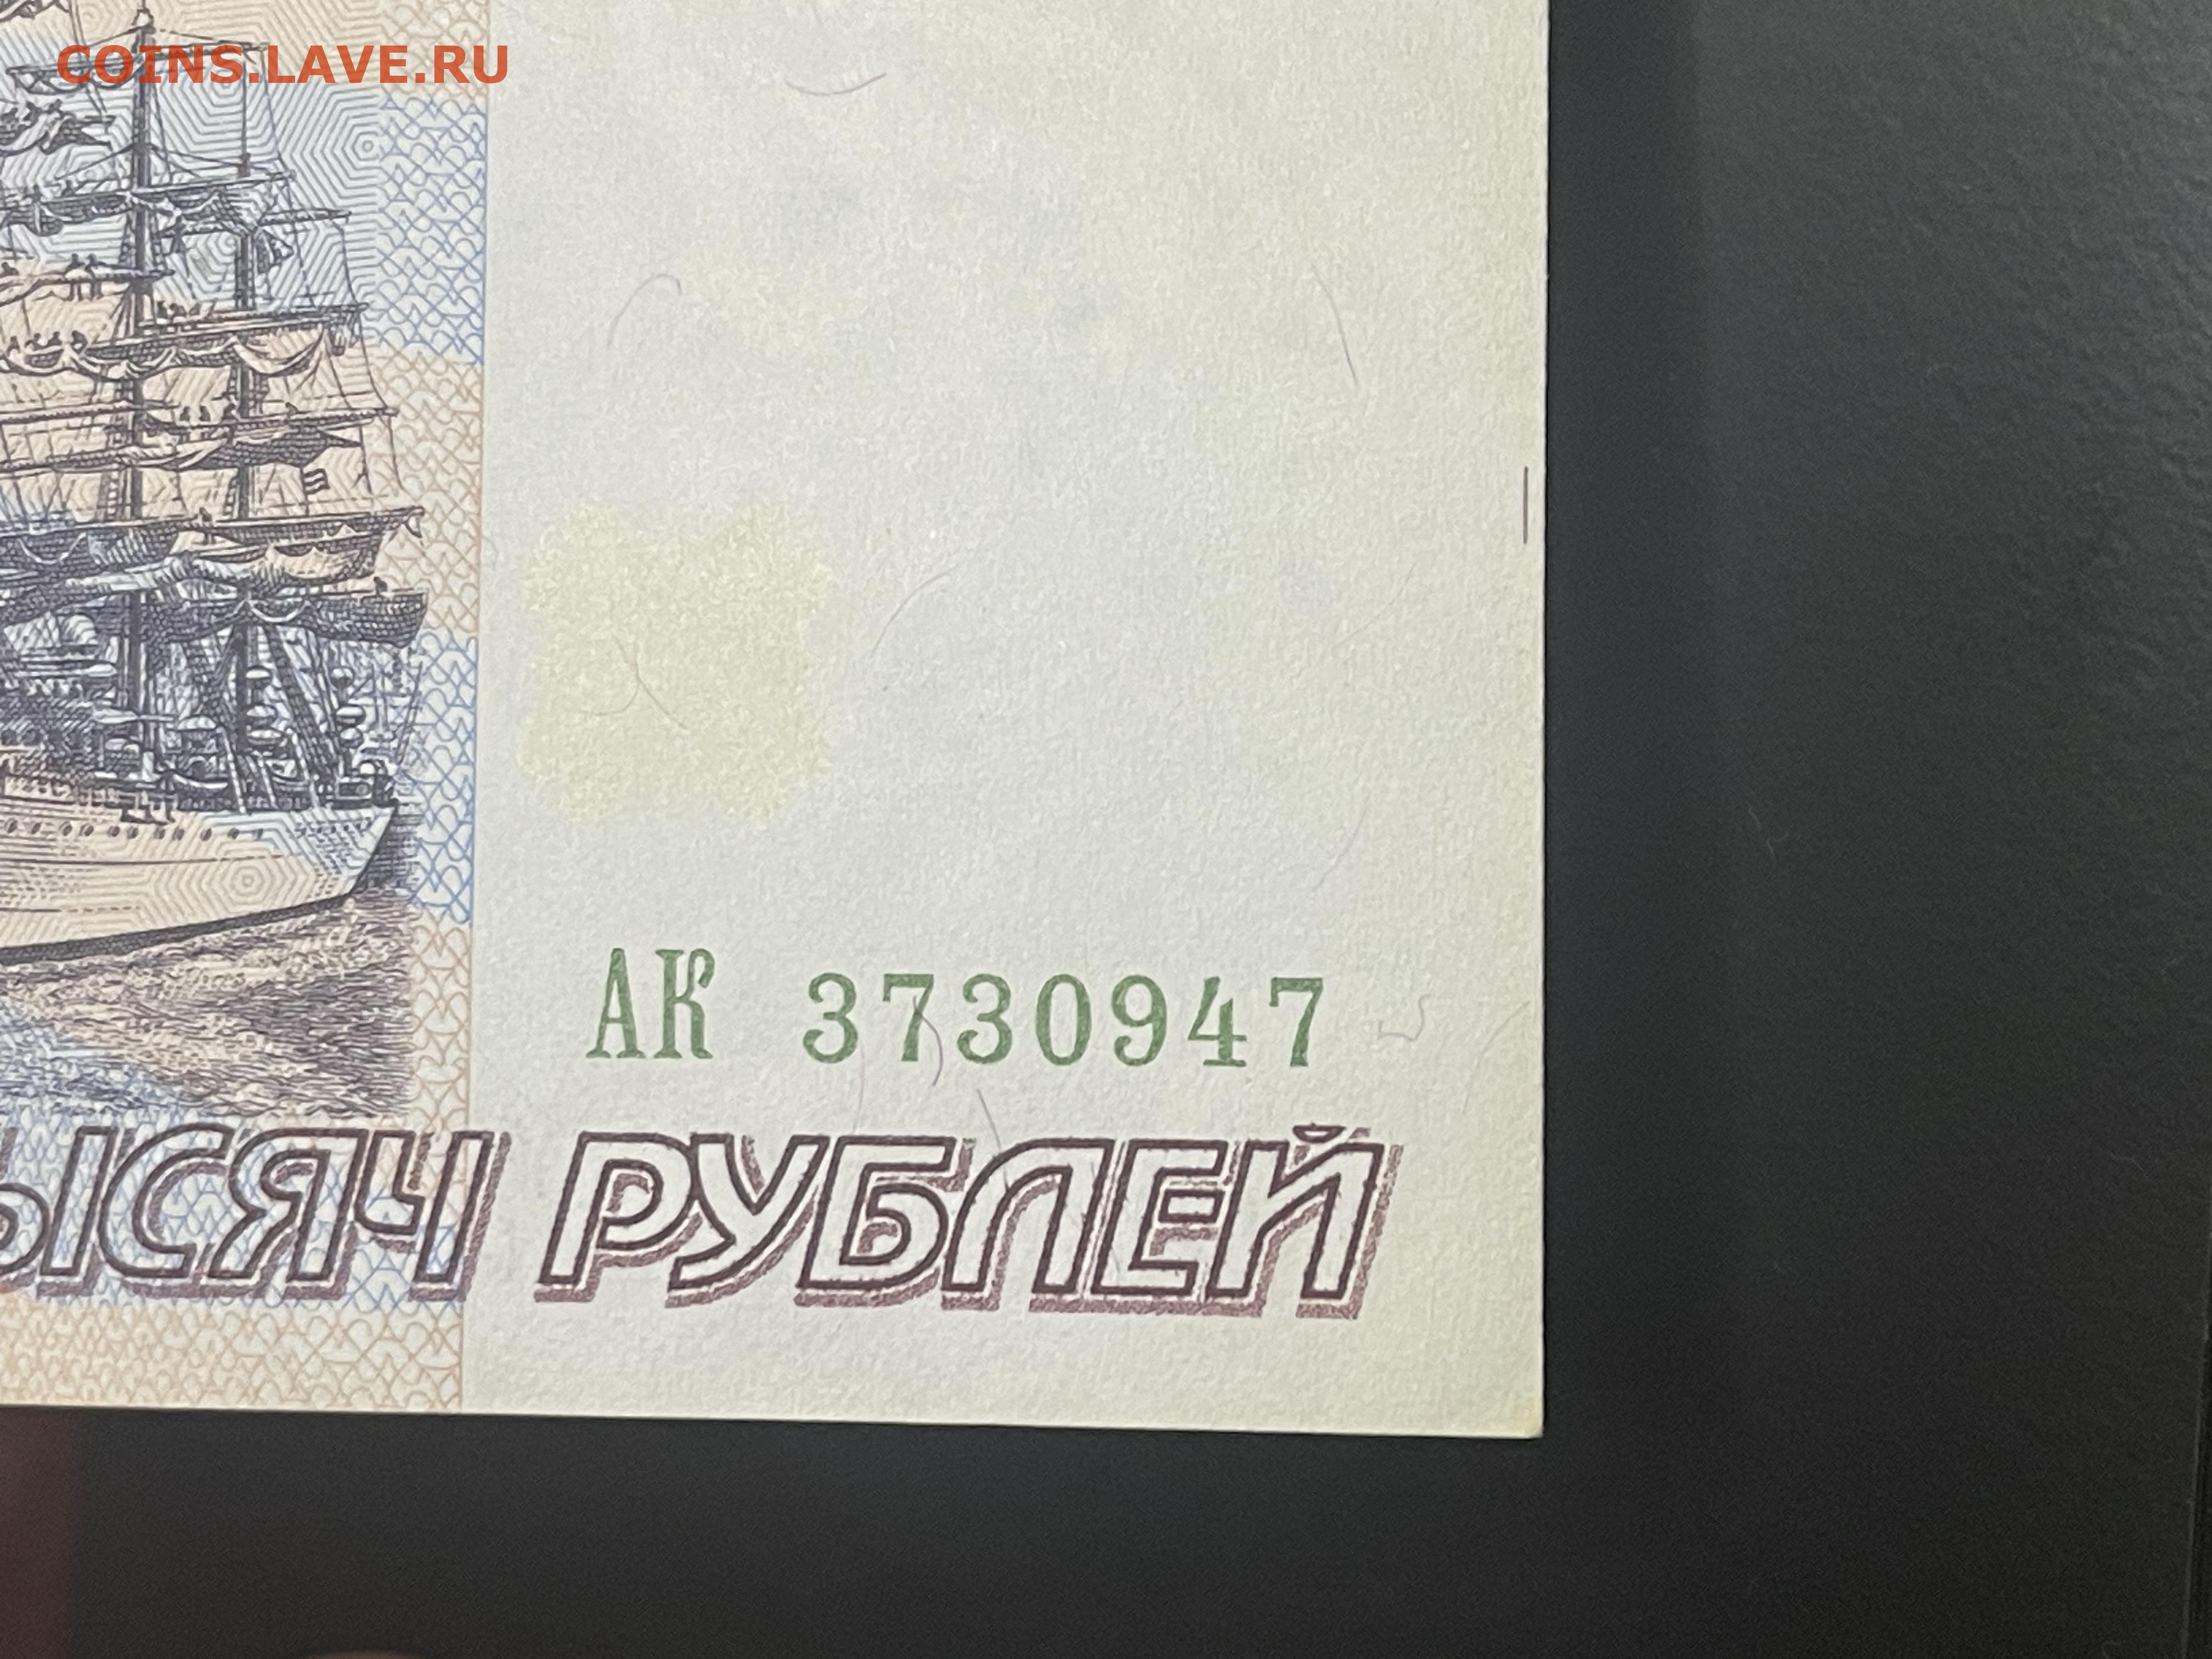 COINS.LAVE.RU
АК 3730947
ЫСЯЧ РУБЛЕЙ